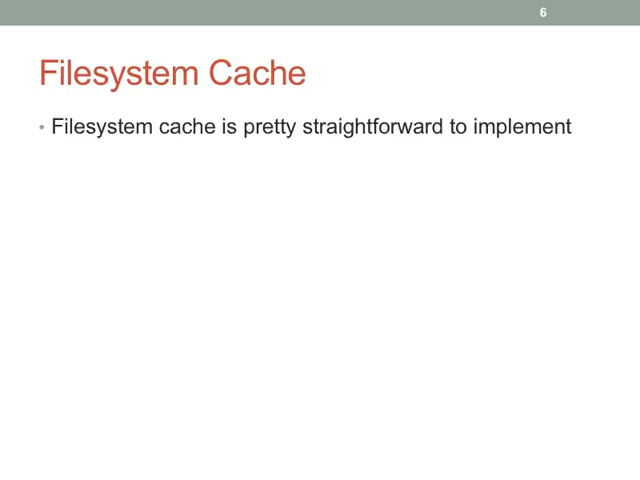 6
Filesystem Cache
• Filesystem cache is pretty straightforward to implement